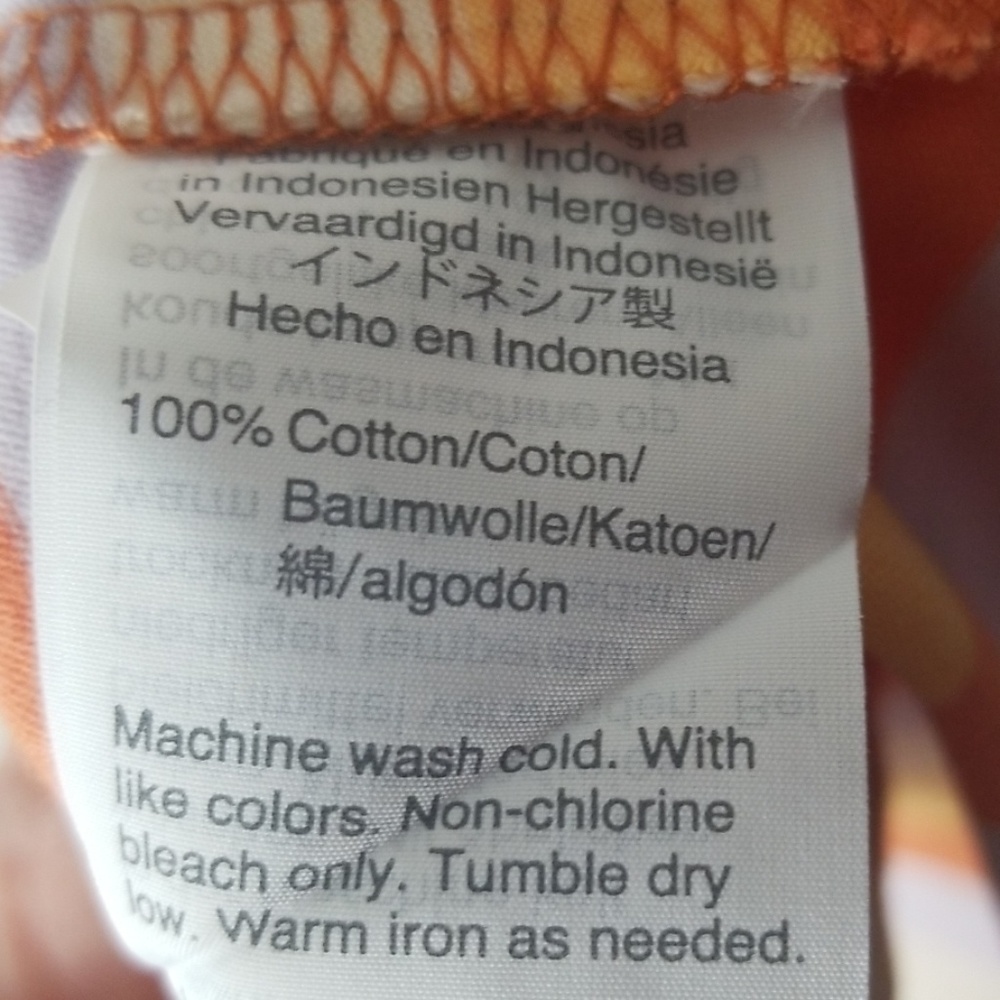 Fabriqué en Indonésie
in Indonesien Hergestellt
Vervaardigd in Indonesië
インドネシア製
Hecho en Indonesia
100% Cotton/Coton/
Baumwolle/Katoen/
綿/algodón
Machine wash cold. With
like colors. Non-chlorine
bleach only. Tumble dry
low. Warm iron as needed.